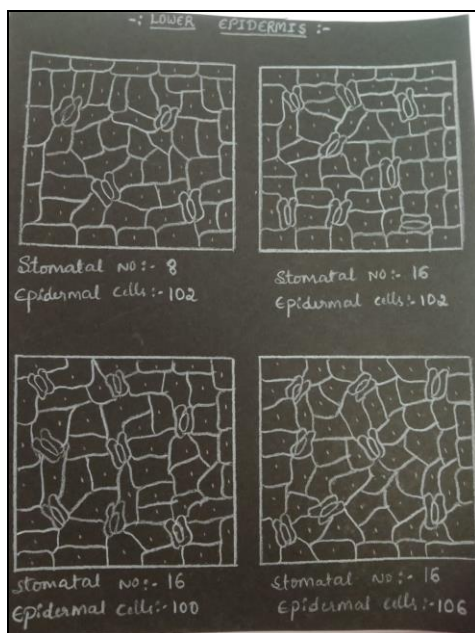 -: LOWER EPIDERMIS :-
Stomatal NO:- 8
Epidermal cells:- 102
Stomatal NO:- 16
Epidermal cells:- 102
Stomatal NO:- 16
Epidermal cells:- 100
Stomatal NO:- 16
Epidermal cells:- 106